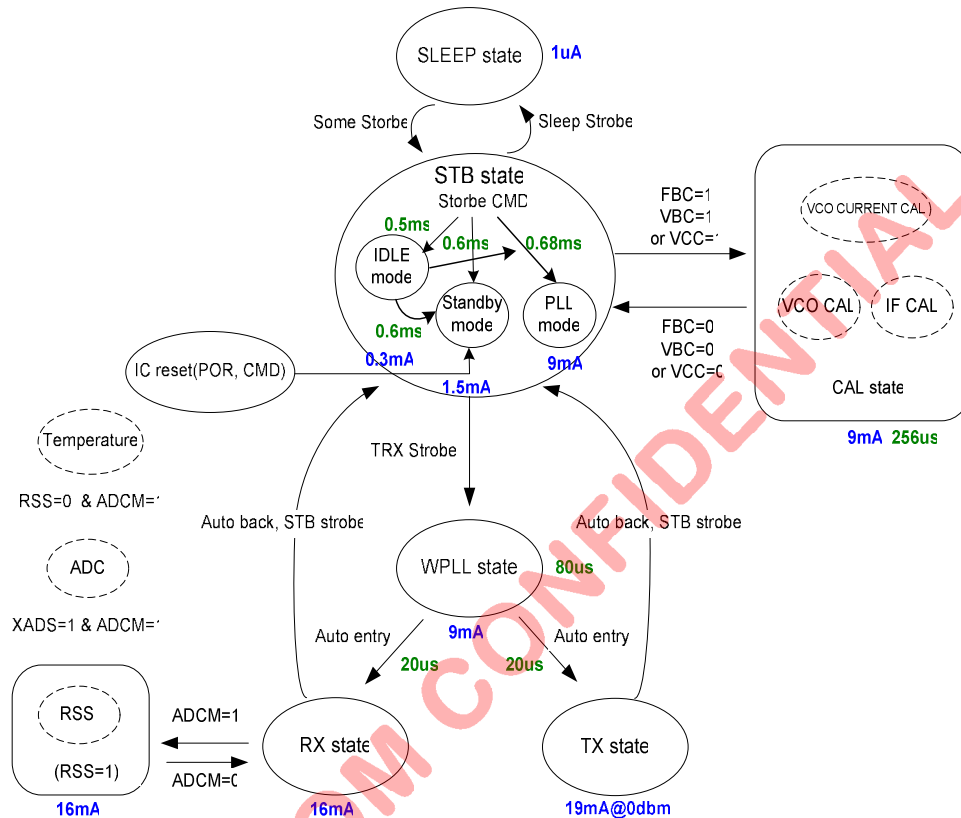 SLEEP state
1uA
Some Storbe
Sleep Strobe
STB state
Storbe CMD
0.5ms
0.6ms
0.68ms
IDLE
mode
Standby
mode
PLL
mode
0.6ms
0.3mA
1.5mA
9mA
FBC=1
VBC=1
or VCC=1
FBC=0
VBC=0
or VCC=0
VCO CURRENT CAL
VCO CAL
IF CAL
CAL state
9mA 256us
IC reset(POR, CMD)
Temperature
RSS=0 & ADCM=1
ADC
XADS=1 & ADCM=1
TRX Strobe
Auto back, STB strobe
Auto back, STB strobe
WPLL state
80us
9mA
Auto entry
Auto entry
20us
20us
RSS
(RSS=1)
16mA
ADCM=1
ADCM=0
RX state
16mA
TX state
19mA@0dbm
OM CONFIDENTIAL